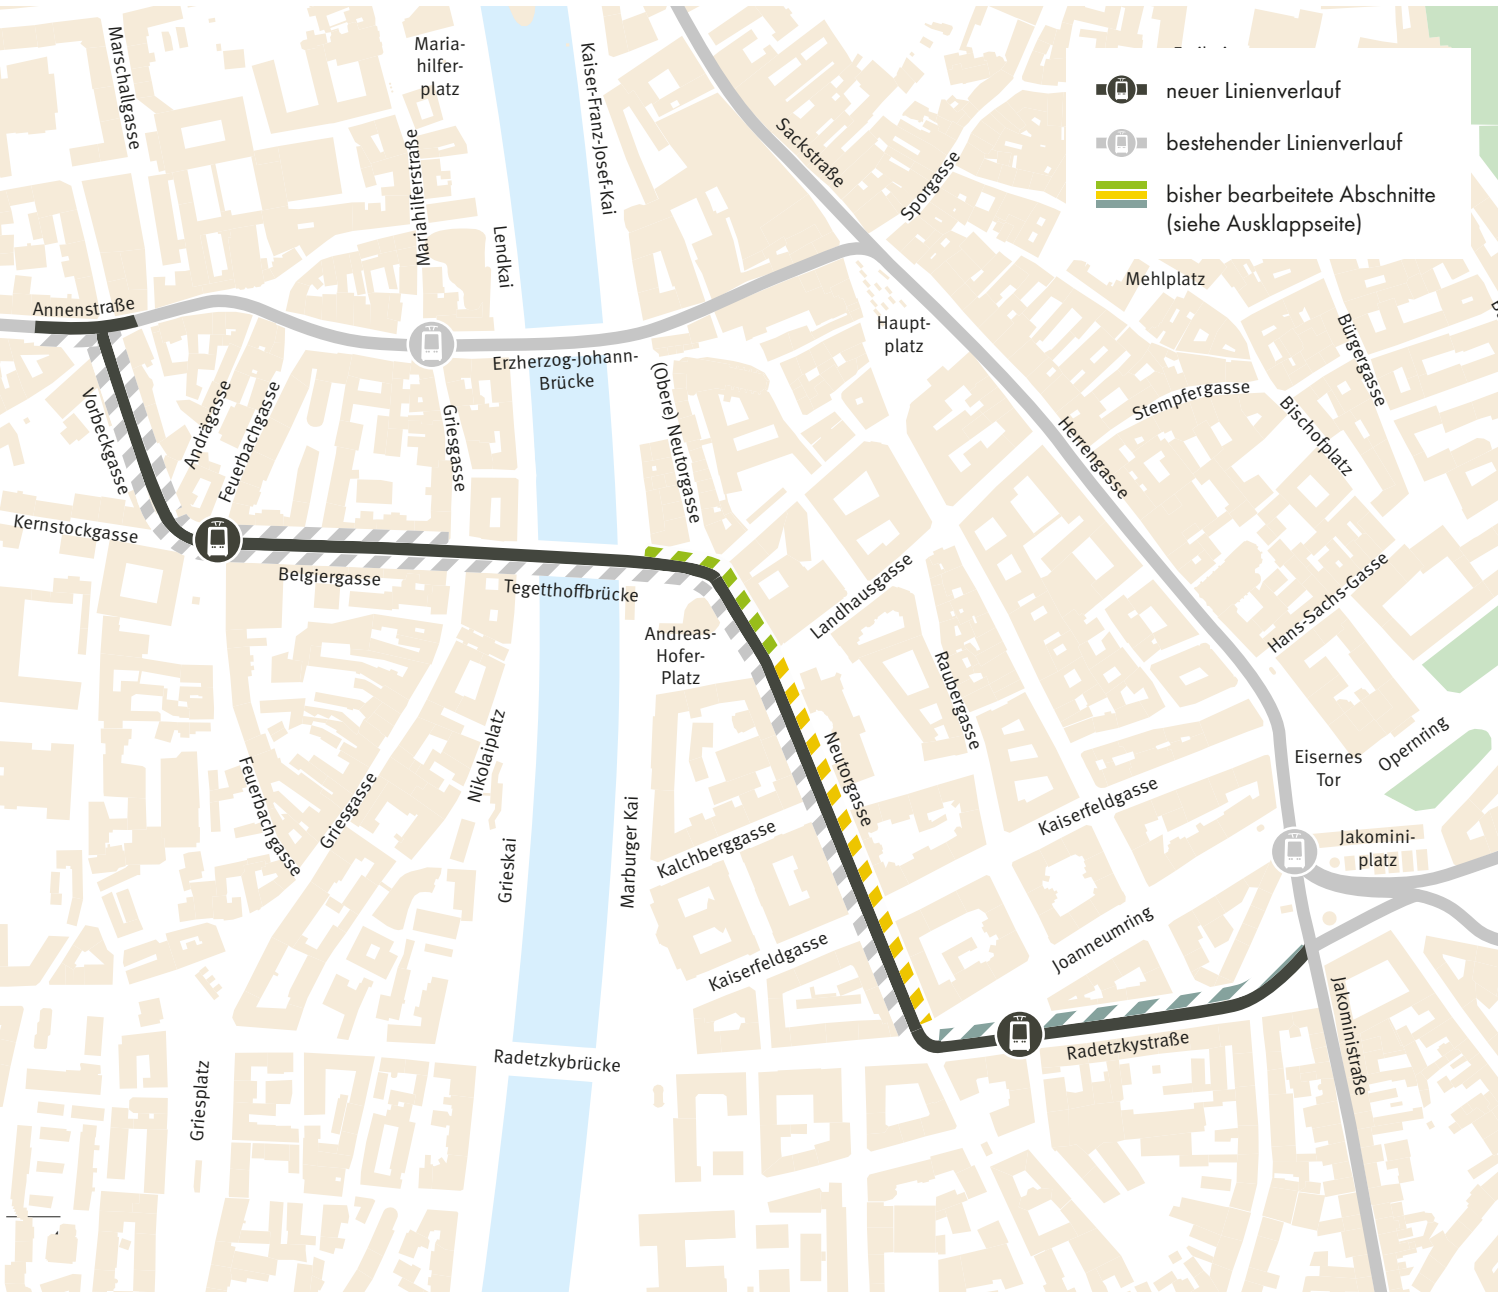 Marschallgasse
Maria-
hilfer-
platz
Kaiser-Franz-Josef-Kai
Mariahilferstraße
Lendkai
Sackstraße
Sporgasse
neuer Linienverlauf
bestehender Linienverlauf
bisher bearbeitete Abschnitte
(siehe Ausklappseite)
Mehlplatz
Annenstraße
Haupt-
platz
Erzherzog-Johann-
Brücke
(Obere) Neutorgasse
Bürgergasse
Stempfergasse
Bischofplatz
Herrengasse
Vorbeckgasse
Andrägasse
Feuerbachgasse
Griesgasse
Kernstockgasse
Belgiergasse
Tegetthoffbrücke
Landhausgasse
Hans-Sachs-Gasse
Andreas-
Hofer-
Platz
Raubergasse
Nikolaiplatz
Neutorgasse
Eisernes
Tor
Opernring
Feuerbachgasse
Griesgasse
Grieskai
Marburger Kai
Kalchberggasse
Kaiserfeldgasse
Jakomini-
platz
Kaiserfeldgasse
Joanneumring
Radetzkystraße
Jakoministraße
Radetzkybrücke
Griesplatz